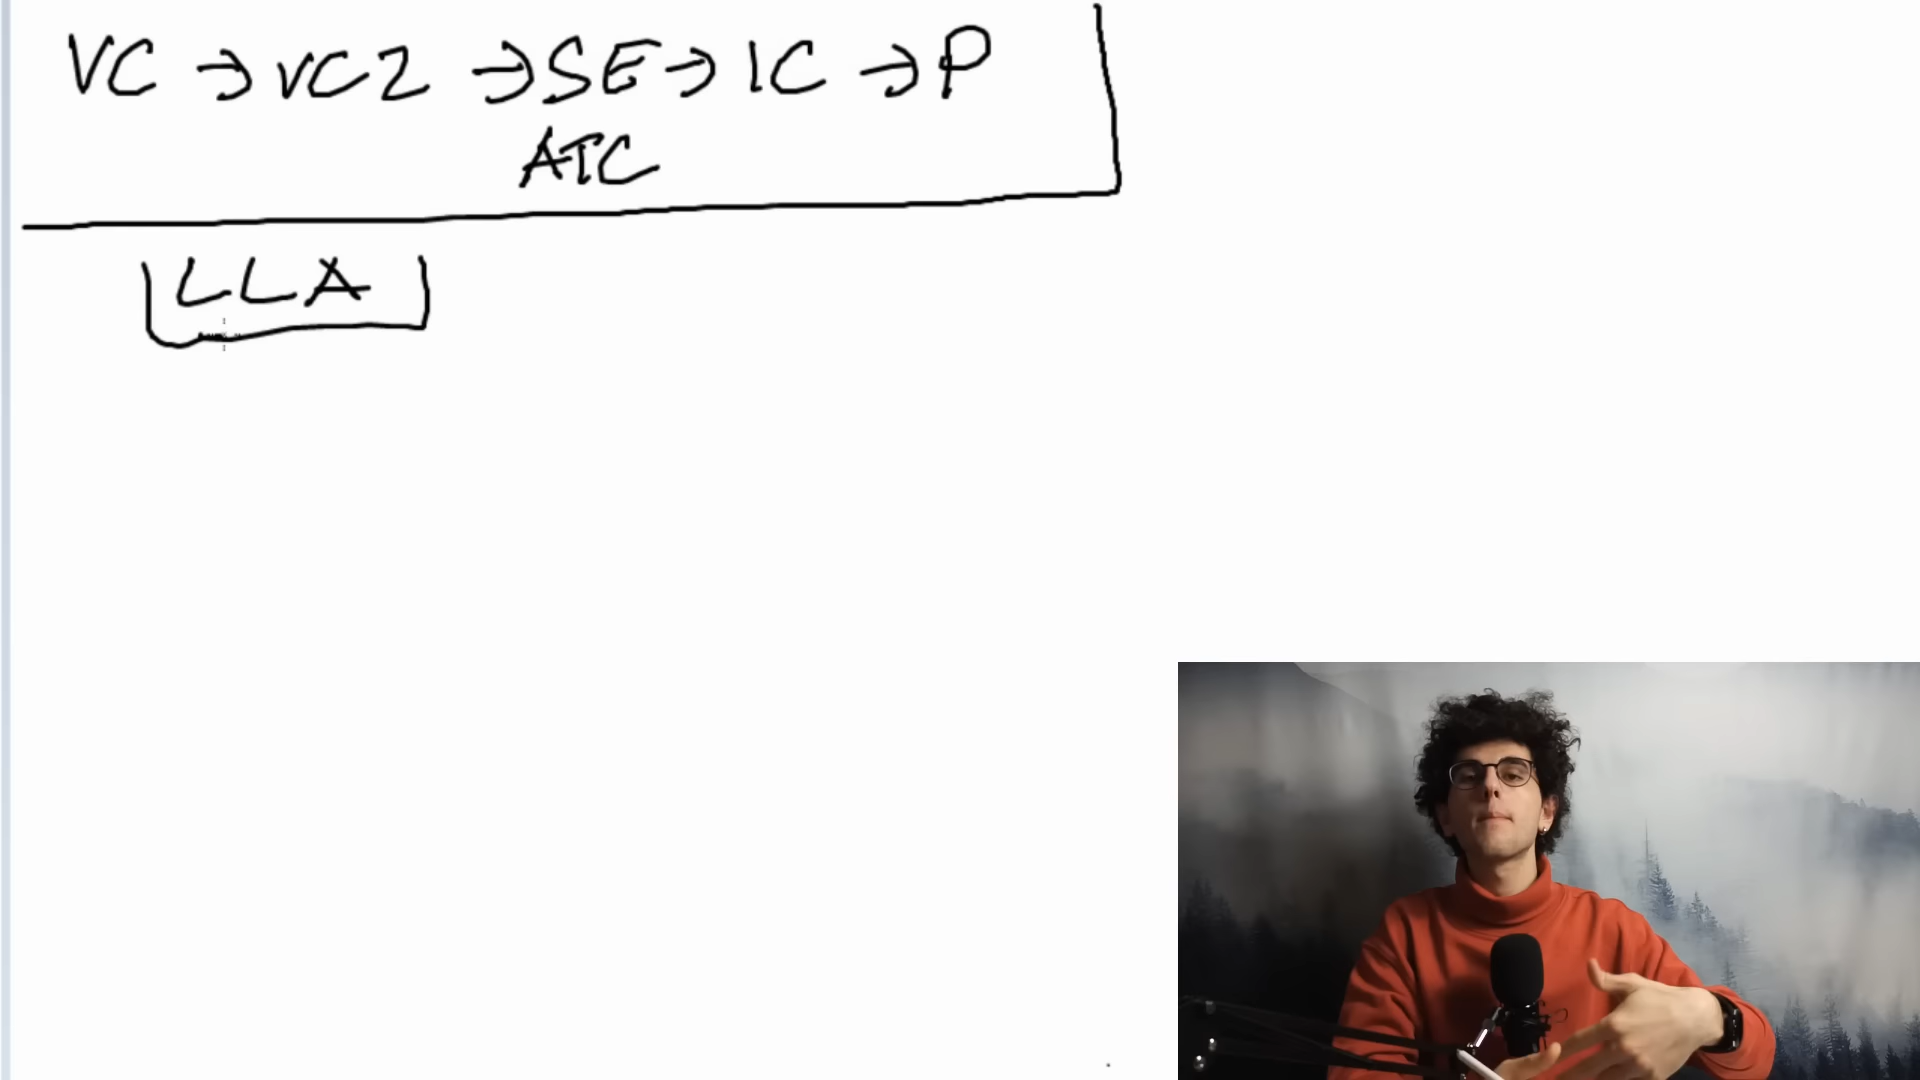 VC → VC2 → SE → IC → P
ATC
LLA